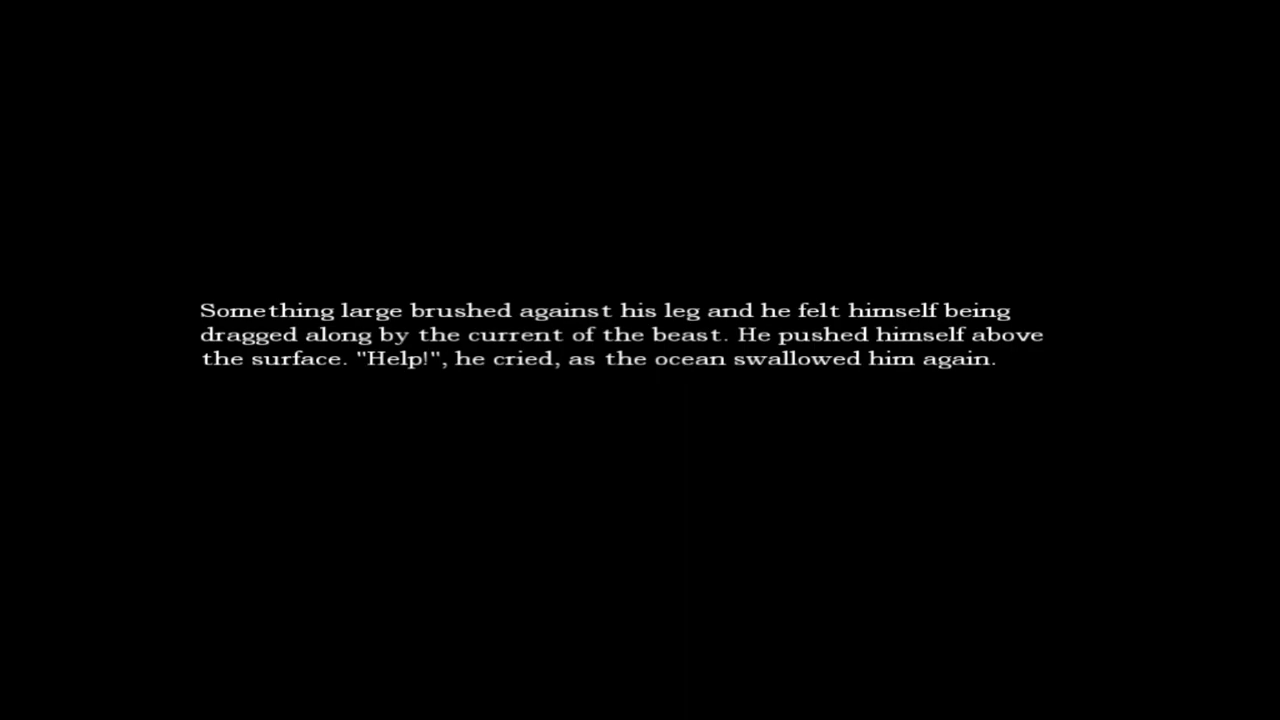 Something large brushed against his leg and he felt himself being
dragged along by the current of the beast. He pushed himself above
the surface. "Help!", he cried, as the ocean swallowed him again.